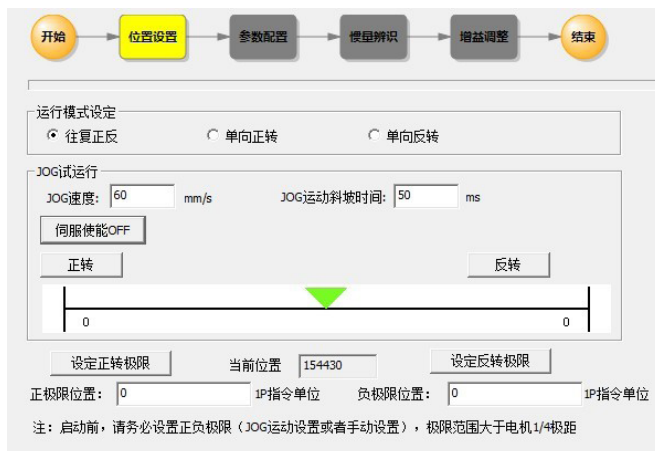 开始 位置设置 参数配置 惯量辨识 增益调整 结束
运行模式设定
往复正反 单向正转 单向反转
JOG试运行
JOG速度: 60 mm/s JOG运动斜坡时间: 50 ms
伺服使能OFF
正转 反转
0 0
设定正转极限 当前位置 154430 设定反转极限
正极限位置: 0 1P指令单位 负极限位置: 0 1P指令单位
注：启动前，请务必设置正负极限（JOG运动设置或者手动设置），极限范围大于电机1/4极距